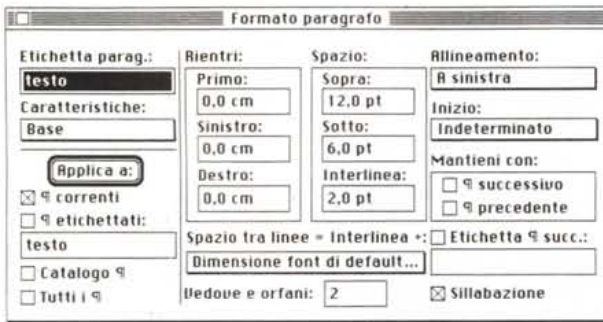 Formato paragrafo
Etichetta parag.:
testo
Caratteristiche:
Base
Applica a:
¶ correnti
¶ etichettati:
testo
Catalogo ¶
Tutti i ¶
Rientri:
Primo:
0,0 cm
Sinistro:
0,0 cm
Destro:
0,0 cm
Spazio:
Sopra:
12,0 pt
Sotto:
6,0 pt
Interlinea:
2,0 pt
Spazio tra linee = Interlinea +:
Dimensione font di default...
Vedove e orfani: 2
Allineamento:
A sinistra
Inizio:
Indeterminato
Mantieni con:
¶ successivo
¶ precedente
Etichetta ¶ succ.:
Sillabazione